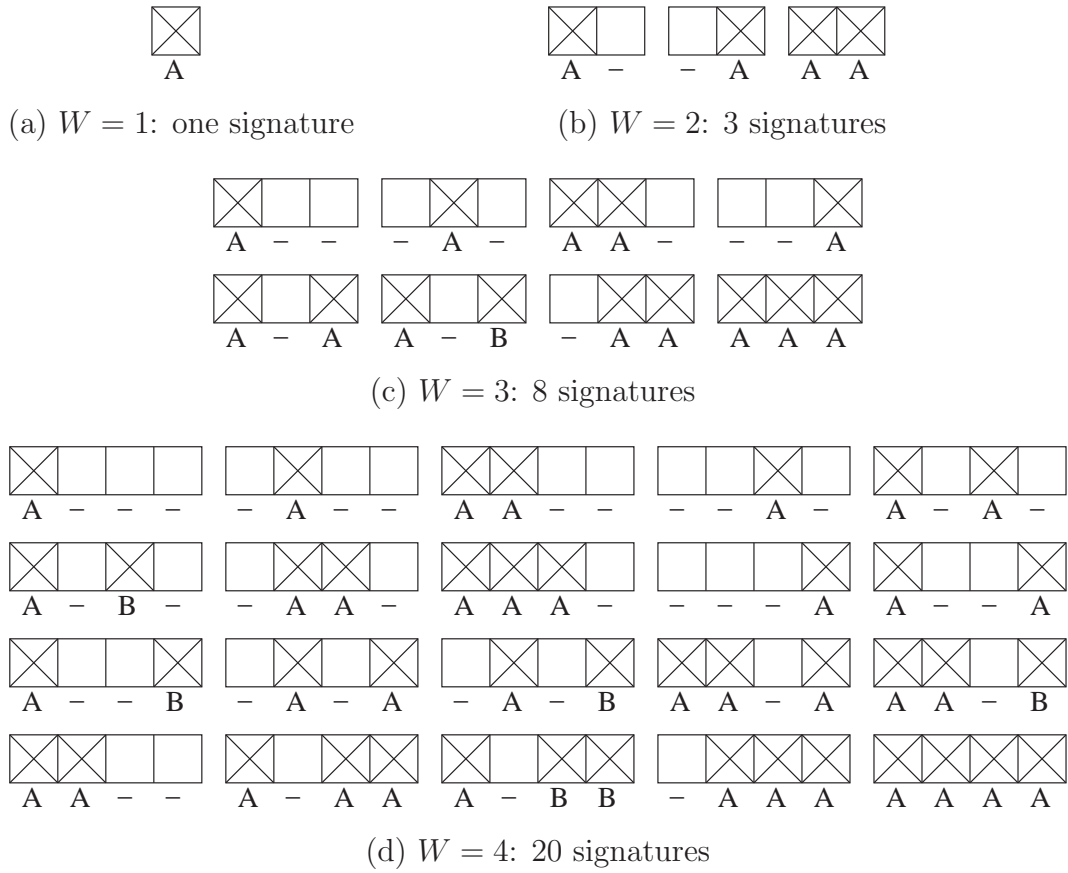 A A – – A A A
(a) W = 1: one signature (b) W = 2: 3 signatures
A – – – A – A A – – – A
A – A A – B – A A A A A
(c) W = 3: 8 signatures
A – – – – A – – A A – – – – A – A – A –
A – B – – A A – A A A – – – – A A – – A
A – – B – A – A – A – B A A – A A A – B
A A – – A – A A A – B B – A A A A A A A
(d) W = 4: 20 signatures